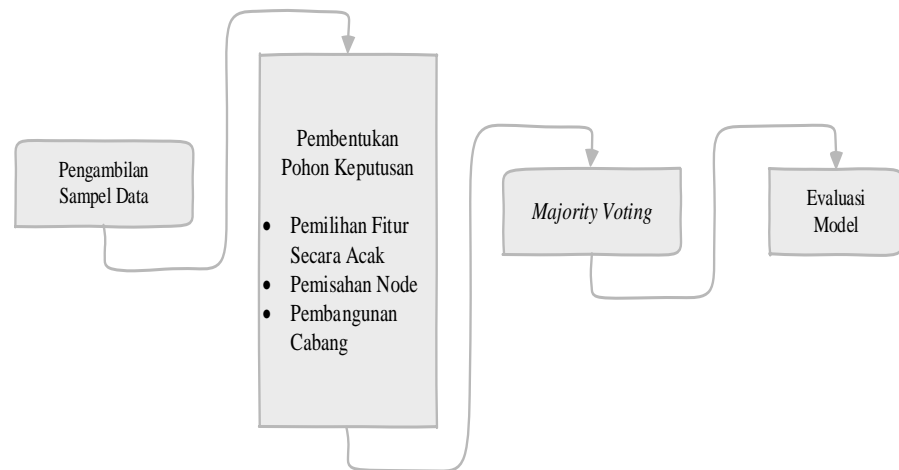 Pengambilan
Sampel Data
Pembentukan
Pohon Keputusan
• Pemilihan Fitur
Secara Acak
• Pemisahan Node
• Pembangunan
Cabang
Majority Voting
Evaluasi
Model